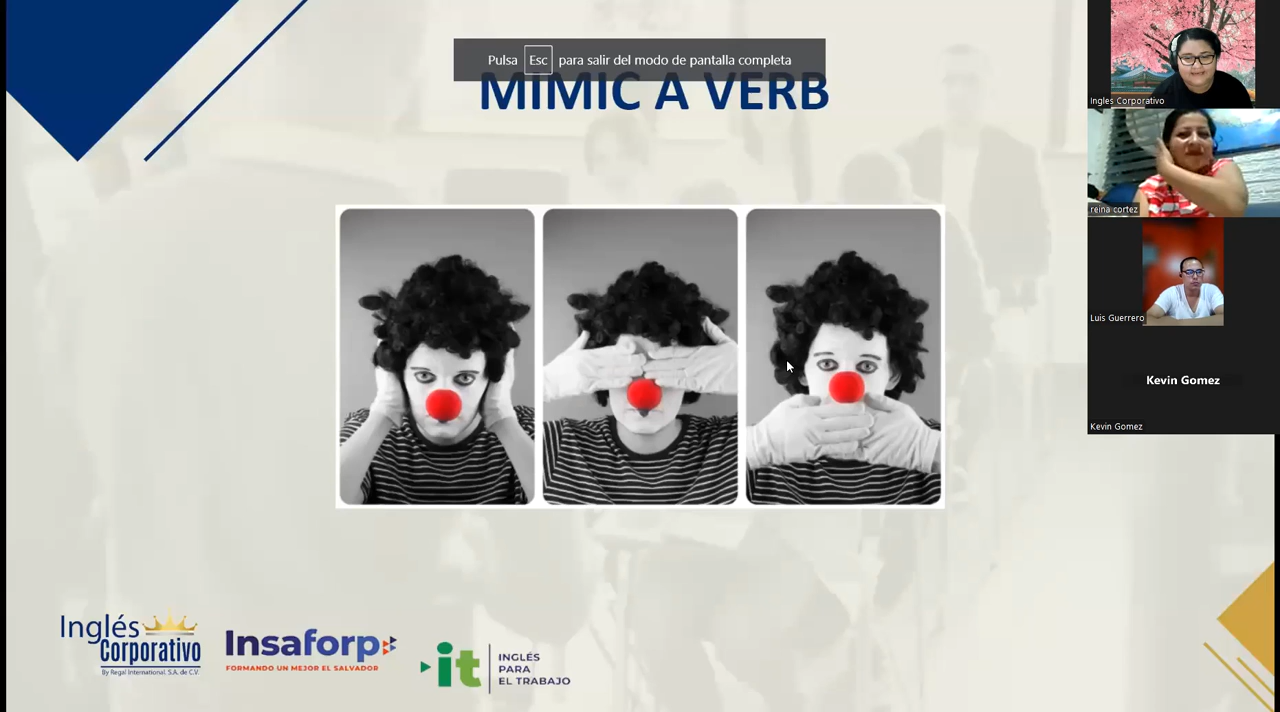 Pulsa Esc para salir del modo de pantalla completa
MIMIC A VERB
Ingles Corporativo
reina cortez
Luis Guerrero
Kevin Gomez
Kevin Gomez
Inglés
Corporativo
By Regal International. S.A. de C.V.
Insaforp
FORMANDO UN MEJOR EL SALVADOR
it
INGLÉS
PARA
EL TRABAJO